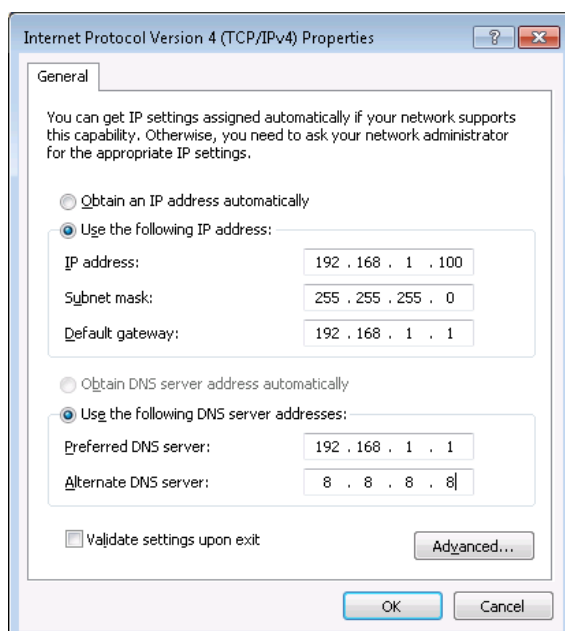 Internet Protocol Version 4 (TCP/IPv4) Properties
General
You can get IP settings assigned automatically if your network supports
this capability. Otherwise, you need to ask your network administrator
for the appropriate IP settings.
Obtain an IP address automatically
Use the following IP address:
IP address: 192 . 168 . 1 . 100
Subnet mask: 255 . 255 . 255 . 0
Default gateway: 192 . 168 . 1 . 1
Obtain DNS server address automatically
Use the following DNS server addresses:
Preferred DNS server: 192 . 168 . 1 . 1
Alternate DNS server: 8 . 8 . 8 . 8
Validate settings upon exit
Advanced...
OK Cancel